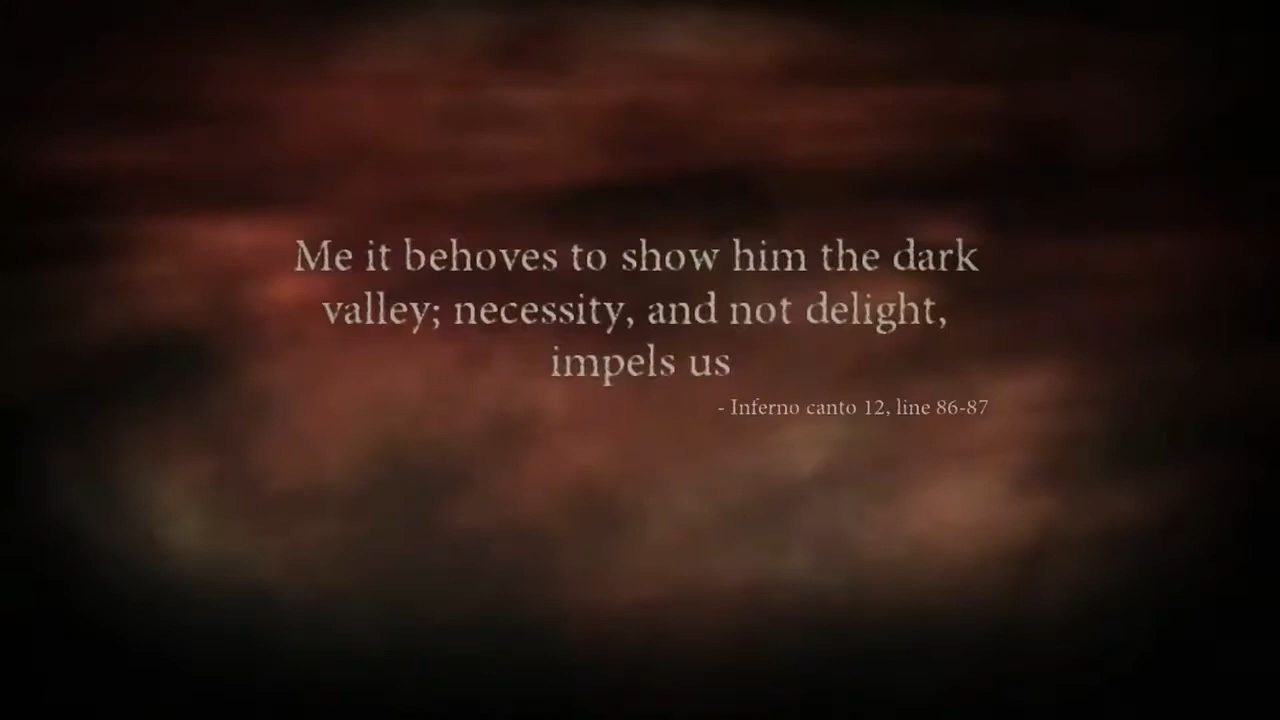 Me it behoves to show him the dark
valley; necessity, and not delight,
impels us
- Inferno canto 12, line 86-87